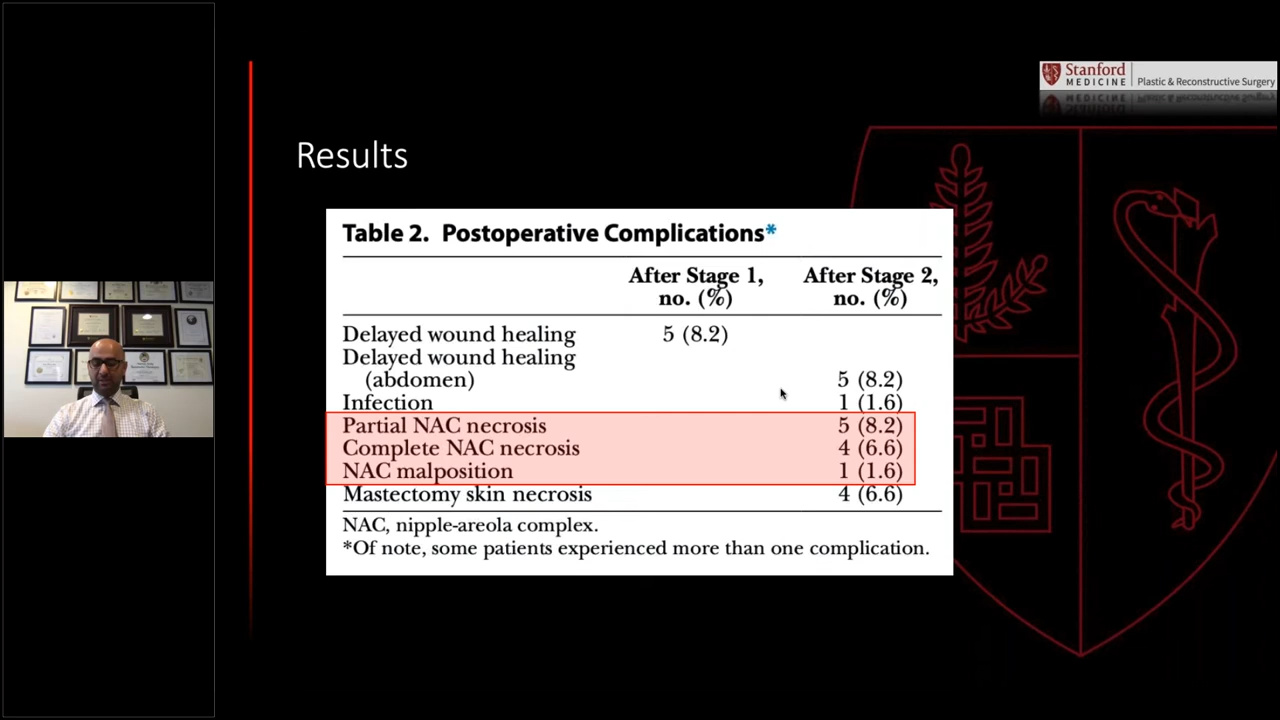 Stanford
MEDICINE
Plastic & Reconstructive Surgery
Results
Table 2. Postoperative Complications*
After Stage 1, no. (%)
After Stage 2, no. (%)
Delayed wound healing 5 (8.2)
Delayed wound healing
(abdomen) 5 (8.2)
Infection 1 (1.6)
Partial NAC necrosis 5 (8.2)
Complete NAC necrosis 4 (6.6)
NAC malposition 1 (1.6)
Mastectomy skin necrosis 4 (6.6)
NAC, nipple-areola complex.
*Of note, some patients experienced more than one complication.